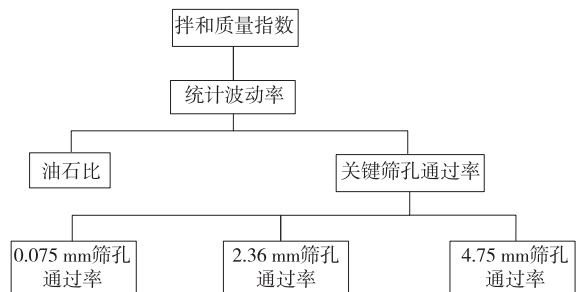 拌和质量指数
统计波动率
油石比
关键筛孔通过率
0.075 mm筛孔
通过率
2.36 mm筛孔
通过率
4.75 mm筛孔
通过率